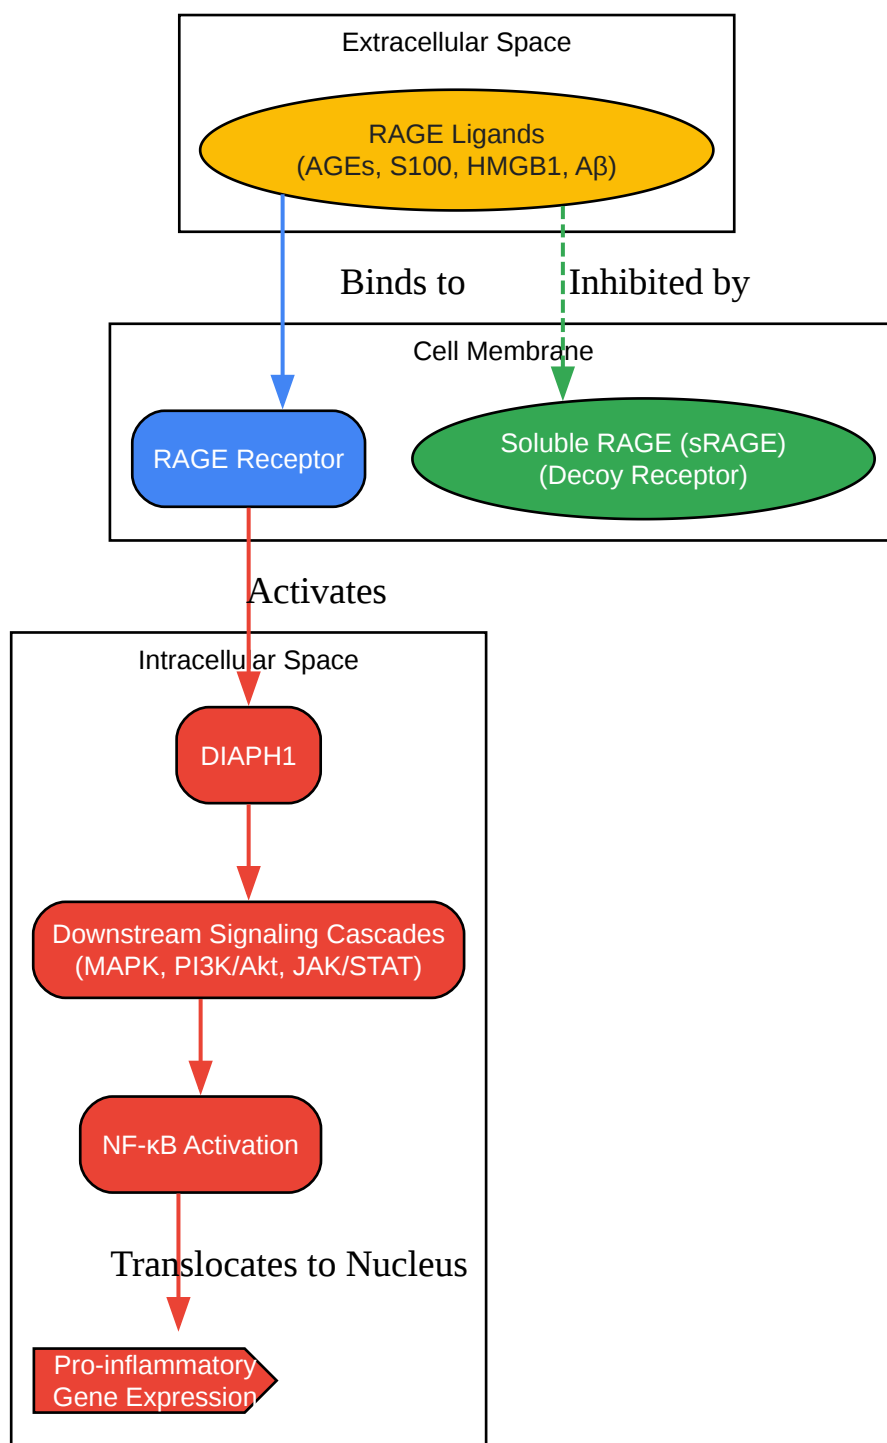 Extracellular Space
RAGE Ligands
(AGEs, S100, HMGB1, Aβ)
Binds to
Inhibited by
Cell Membrane
RAGE Receptor
Soluble RAGE (sRAGE)
(Decoy Receptor)
Activates
Intracellular Space
DIAPH1
Downstream Signaling Cascades
(MAPK, PI3K/Akt, JAK/STAT)
NF-κB Activation
Translocates to Nucleus
Pro-inflammatory
Gene Expression